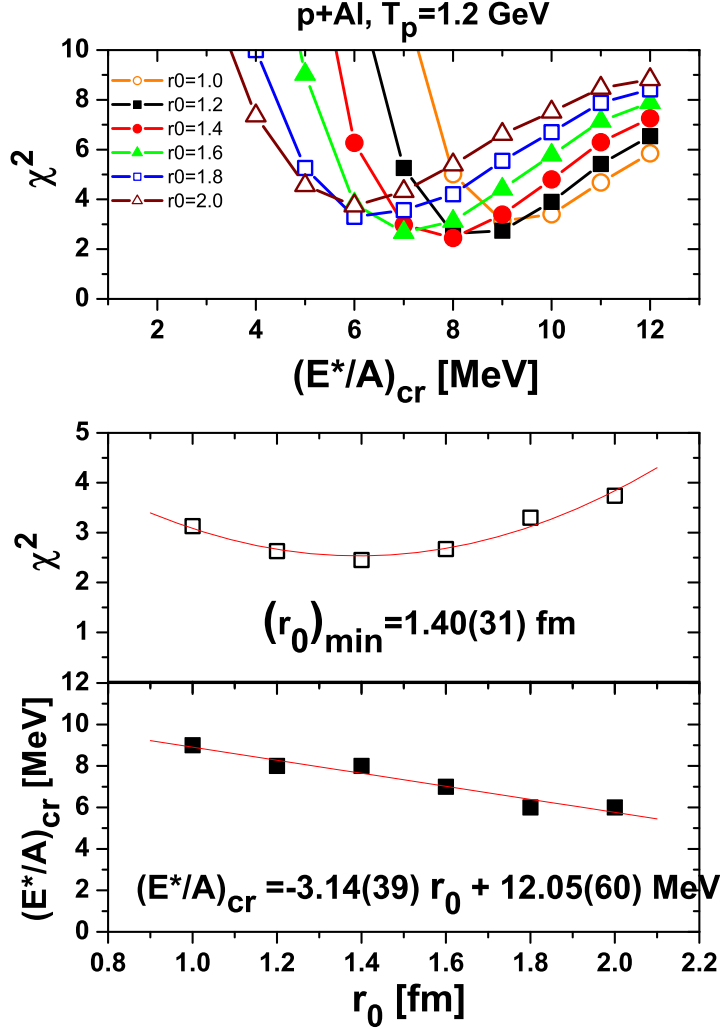 p+Al, T_p=1.2 GeV
10
8
6
4
2
0
χ²
r0=1.0
r0=1.2
r0=1.4
r0=1.6
r0=1.8
r0=2.0
2 4 6 8 10 12
(E*/A)_cr [MeV]
5
4
3
2
1
χ²
(r_0)_min=1.40(31) fm
12
10
8
6
4
2
0
(E*/A)_cr [MeV]
(E*/A)_cr =-3.14(39) r_0 + 12.05(60) MeV
0.8 1.0 1.2 1.4 1.6 1.8 2.0 2.2
r_0 [fm]